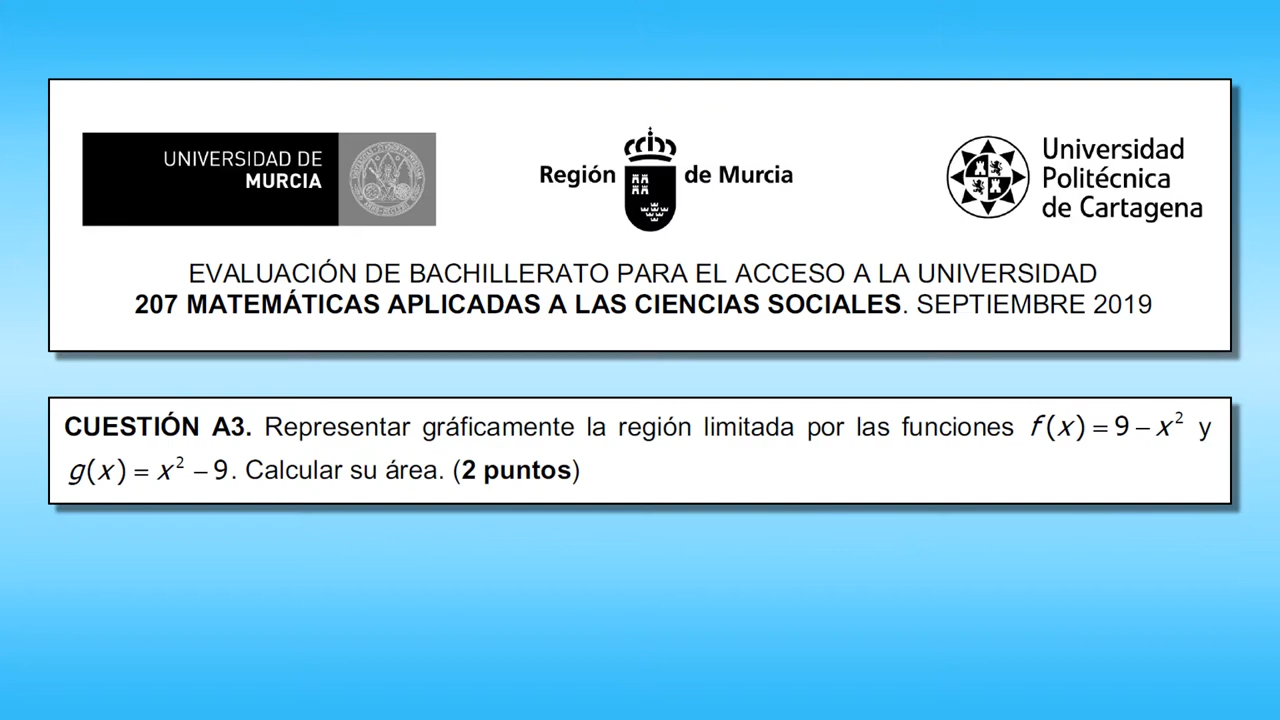 UNIVERSIDAD DE
MURCIA
Región de Murcia
Universidad
Politécnica
de Cartagena
EVALUACIÓN DE BACHILLERATO PARA EL ACCESO A LA UNIVERSIDAD
207 MATEMÁTICAS APLICADAS A LAS CIENCIAS SOCIALES. SEPTIEMBRE 2019
CUESTIÓN A3. Representar gráficamente la región limitada por las funciones f(x) = 9 – x² y
g(x) = x² – 9. Calcular su área. (2 puntos)